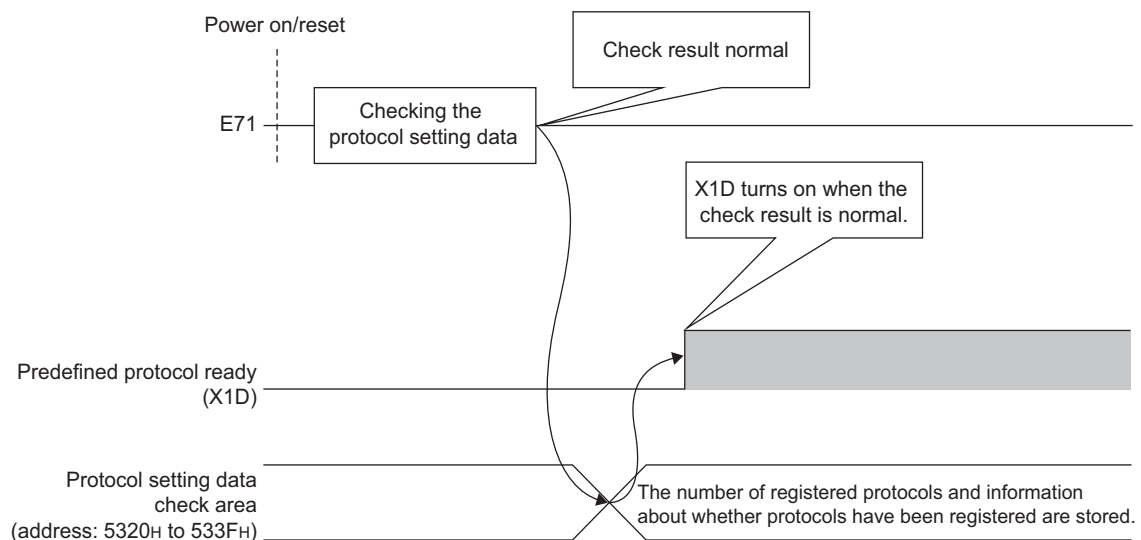 Power on/reset
Check result normal
E71
Checking the
protocol setting data
X1D turns on when the
check result is normal.
Predefined protocol ready
(X1D)
Protocol setting data
check area
(address: 5320H to 533FH)
The number of registered protocols and information
about whether protocols have been registered are stored.